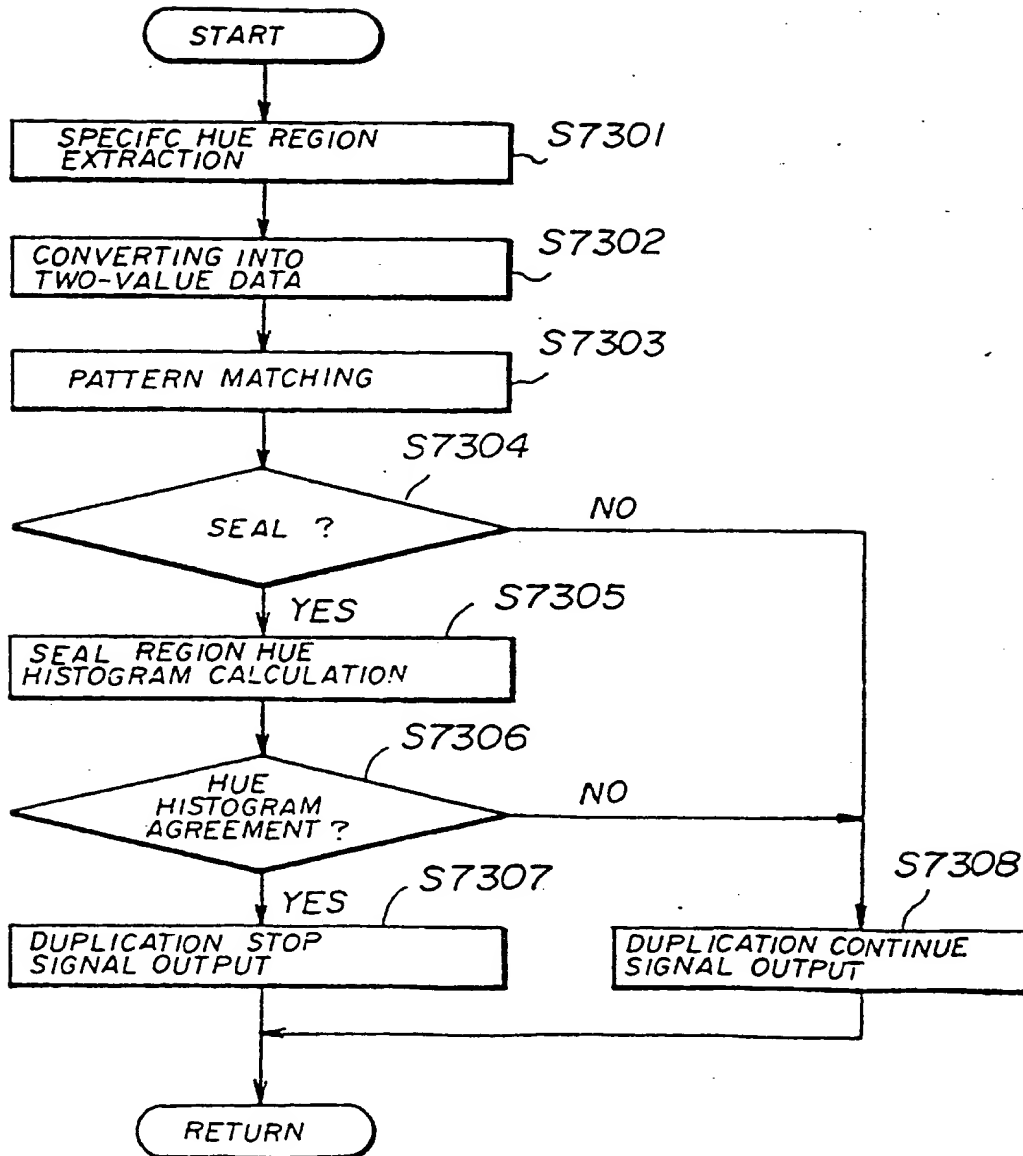 START
SPECIFC HUE REGION
EXTRACTION
S7301
CONVERTING INTO
TWO-VALUE DATA
S7302
PATTERN MATCHING
S7303
S7304
SEAL ?
NO
YES
S7305
SEAL REGION HUE
HISTOGRAM CALCULATION
S7306
HUE
HISTOGRAM
AGREEMENT ?
NO
YES
S7307
DUPLICATION STOP
SIGNAL OUTPUT
S7308
DUPLICATION CONTINUE
SIGNAL OUTPUT
RETURN